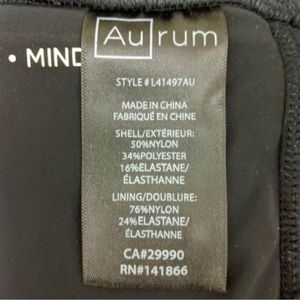 Aurum
• MIND
STYLE # L41497AU
MADE IN CHINA
FABRIQUÉ EN CHINE
SHELL/EXTÉRIEUR:
50%NYLON
34%POLYESTER
16%ELASTANE/
ÉLASTHANNE
LINING/DOUBLURE:
76%NYLON
24%ELASTANE/
ÉLASTHANNE
CA#29990
RN#141866